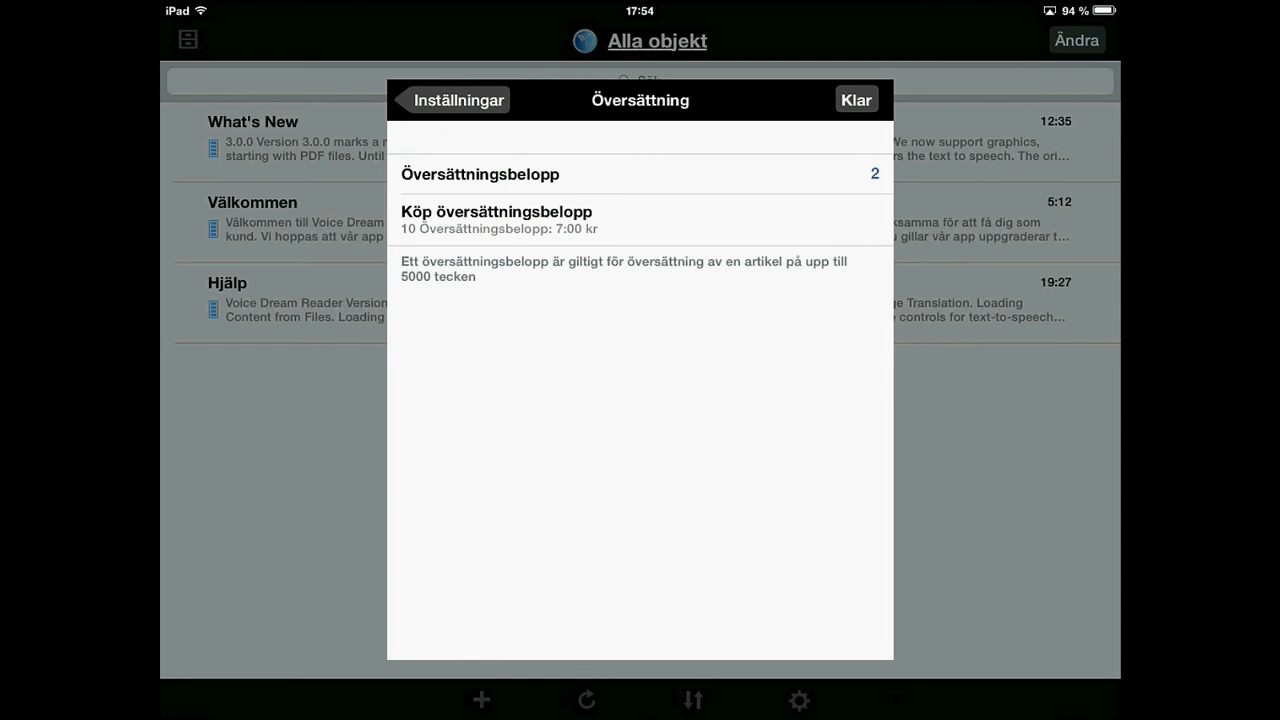 iPad 17:54 94 %
Alla objekt Ändra
Inställningar Översättning Klar
What's New 12:35
3.0.0 Version 3.0.0 marks a We now support graphics,
starting with PDF files. Until the text to speech. The ori...
Översättningsbelopp 2
Välkommen 5:12
Köp översättningsbelopp
Välkommen till Voice Dream för att få dig som
10 Översättningsbelopp: 7:00 kr
kund. Vi hoppas att vår app gillar vår app uppgraderar t...
Ett översättningsbelopp är giltigt för översättning av en artikel på upp till
5000 tecken
Hjälp 19:27
Voice Dream Reader Version Translation. Loading
Content from Files. Loading controls for text-to-speech...